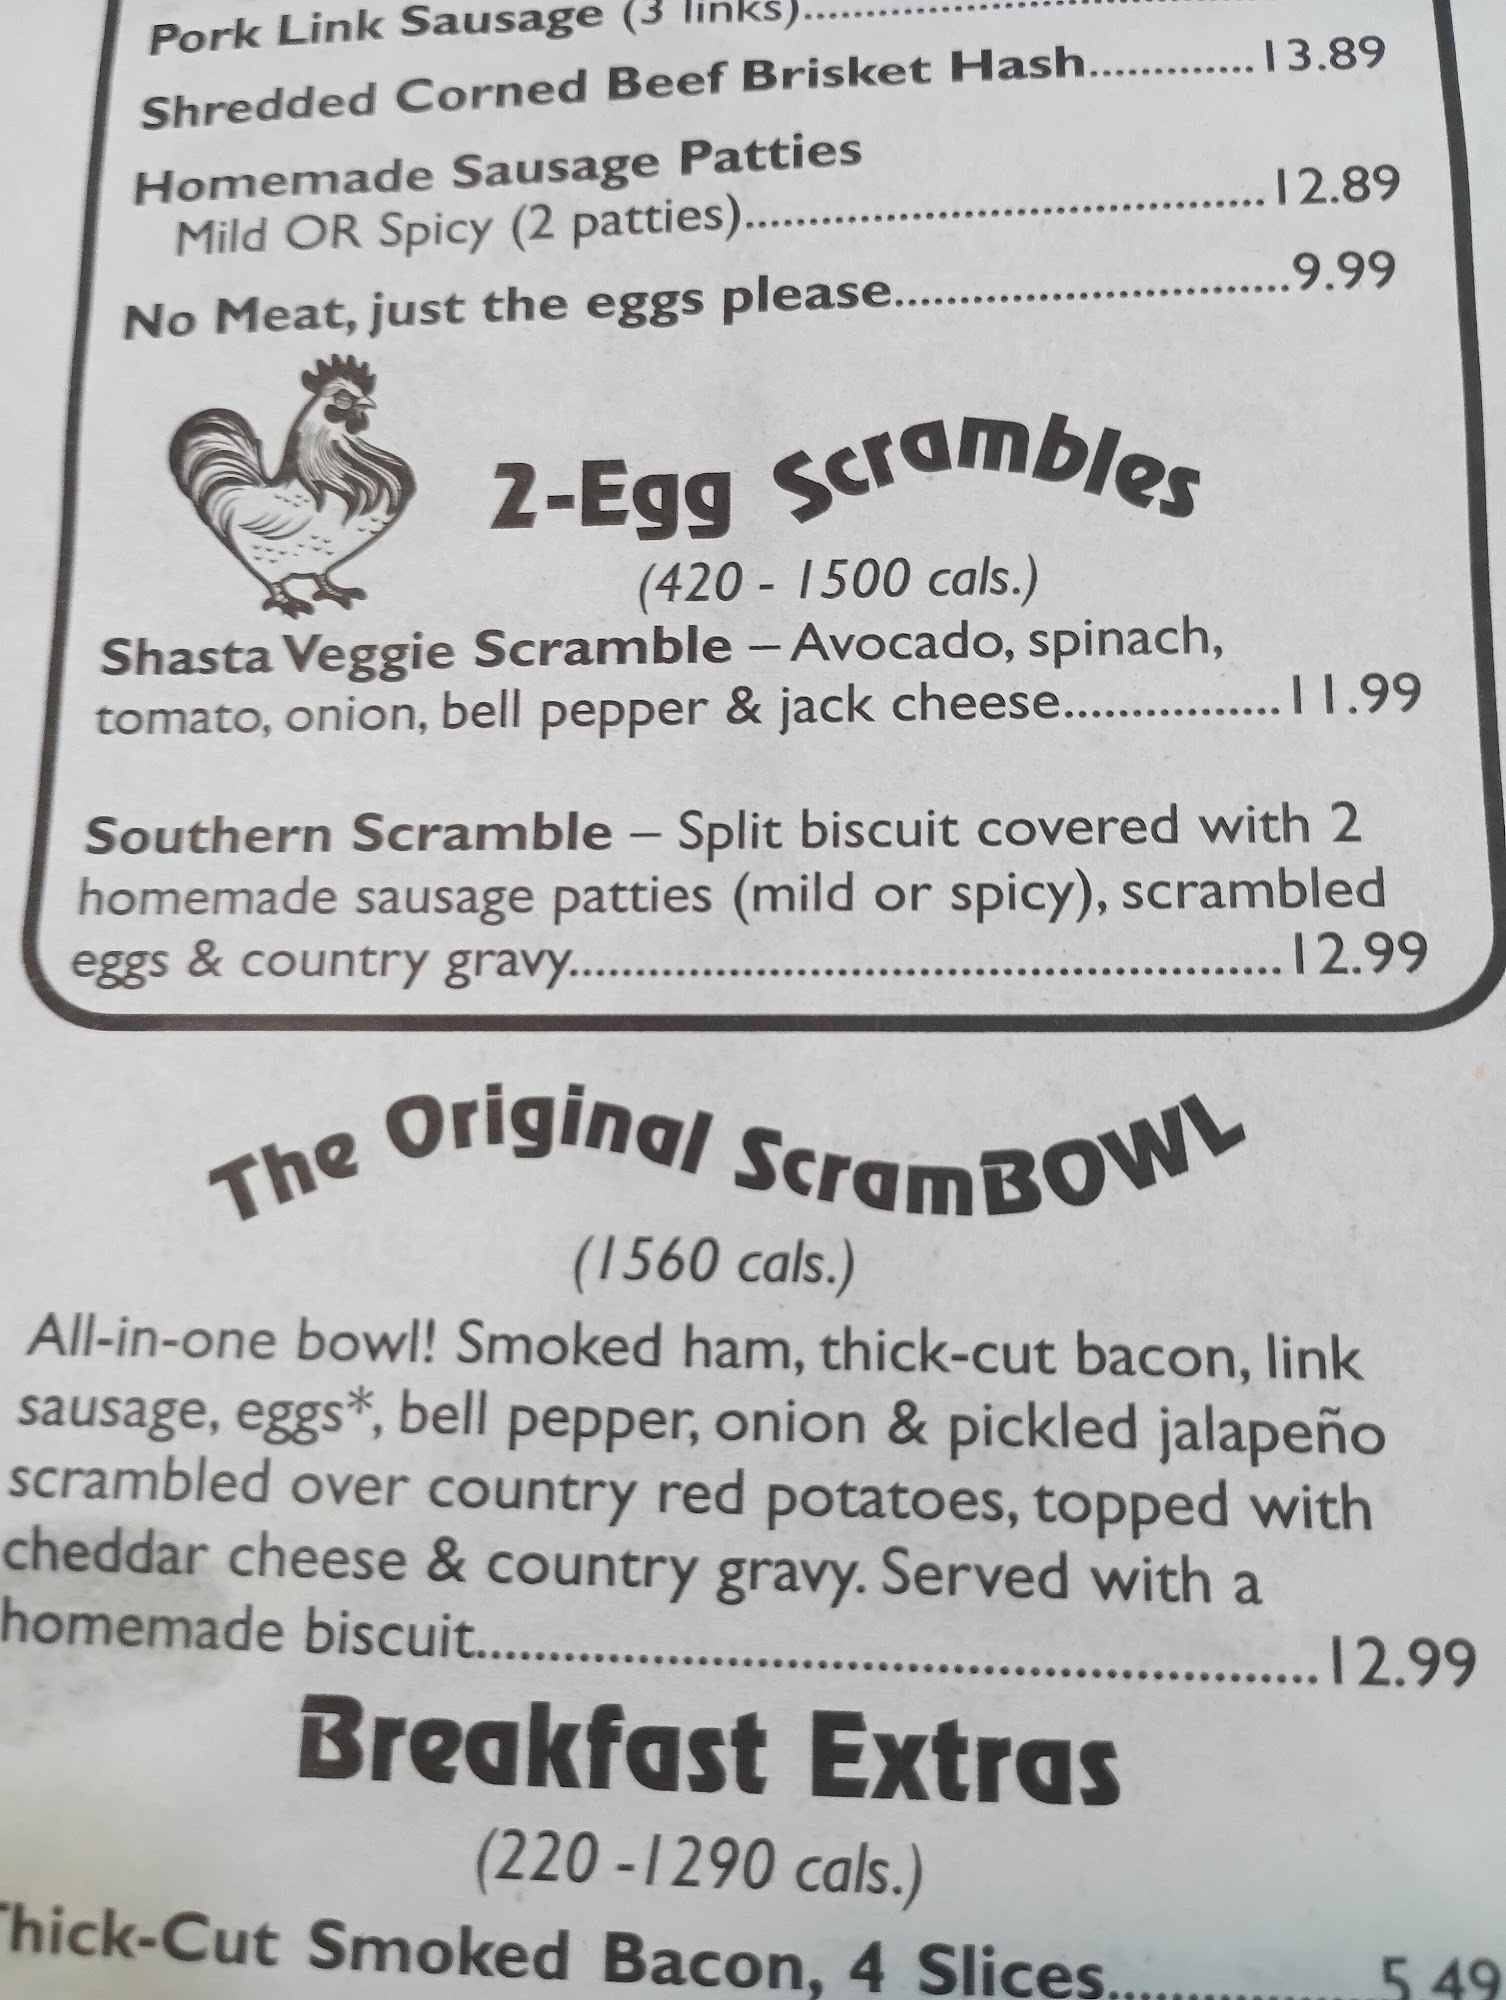 Pork Link Sausage (3 links)..............................
Shredded Corned Beef Brisket Hash.............13.89
Homemade Sausage Patties
Mild OR Spicy (2 patties).......................................12.89
No Meat, just the eggs please..............................9.99
2-Egg Scrambles
(420 - 1500 cals.)
Shasta Veggie Scramble – Avocado, spinach,
tomato, onion, bell pepper & jack cheese................11.99
Southern Scramble – Split biscuit covered with 2
homemade sausage patties (mild or spicy), scrambled
eggs & country gravy.....................................................12.99
The Original ScramBOWL
(1560 cals.)
All-in-one bowl! Smoked ham, thick-cut bacon, link
sausage, eggs*, bell pepper, onion & pickled jalapeño
scrambled over country red potatoes, topped with
cheddar cheese & country gravy. Served with a
homemade biscuit..........................................................12.99
Breakfast Extras
(220 -1290 cals.)
Thick-Cut Smoked Bacon, 4 Slices...................5.49